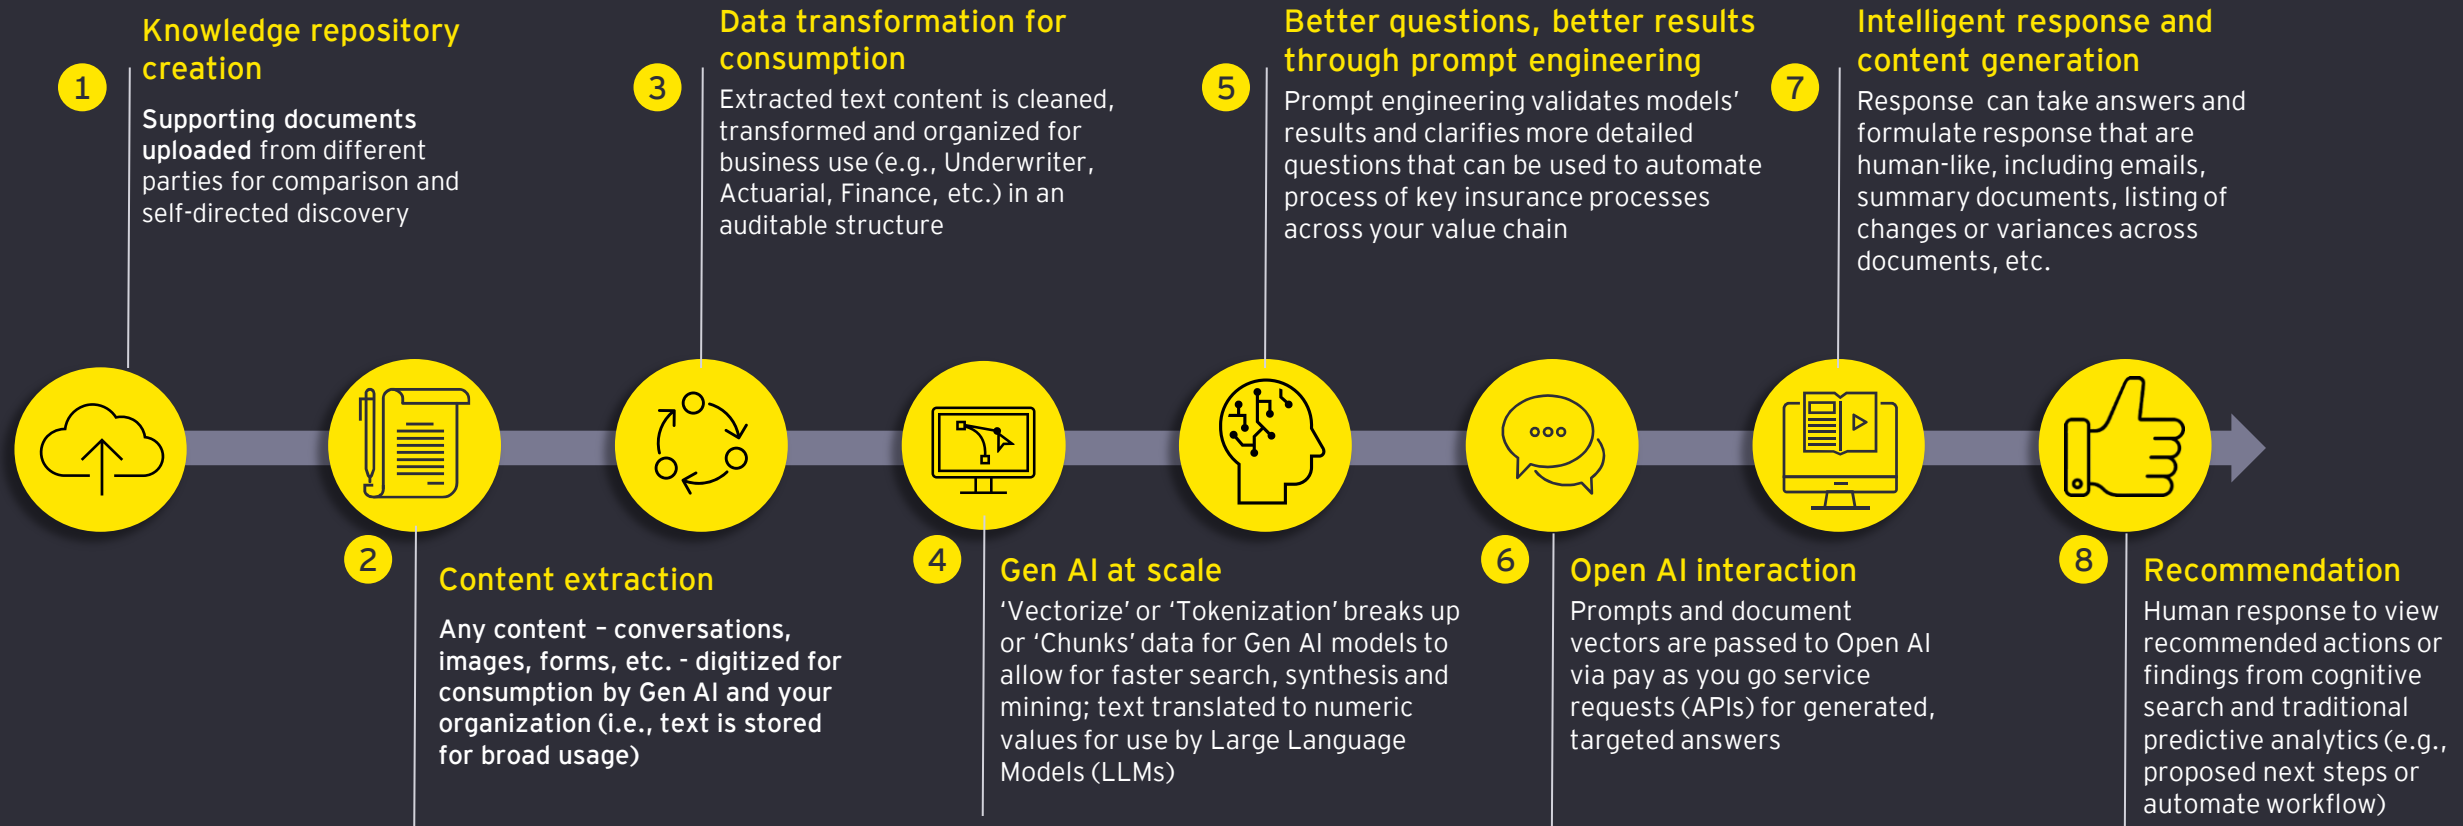 1
Knowledge repository
creation
Supporting documents
uploaded from different
parties for comparison and
self-directed discovery
2
Content extraction
Any content – conversations,
images, forms, etc. - digitized for
consumption by Gen AI and your
organization (i.e., text is stored
for broad usage)
3
Data transformation for
consumption
Extracted text content is cleaned,
transformed and organized for
business use (e.g., Underwriter,
Actuarial, Finance, etc.) in an
auditable structure
4
Gen AI at scale
‘Vectorize’ or ‘Tokenization’ breaks up
or ‘Chunks’ data for Gen AI models to
allow for faster search, synthesis and
mining; text translated to numeric
values for use by Large Language
Models (LLMs)
5
Better questions, better results
through prompt engineering
Prompt engineering validates models’
results and clarifies more detailed
questions that can be used to automate
process of key insurance processes
across your value chain
6
Open AI interaction
Prompts and document
vectors are passed to Open AI
via pay as you go service
requests (APIs) for generated,
targeted answers
7
Intelligent response and
content generation
Response can take answers and
formulate response that are
human-like, including emails,
summary documents, listing of
changes or variances across
documents, etc.
8
Recommendation
Human response to view
recommended actions or
findings from cognitive
search and traditional
predictive analytics (e.g.,
proposed next steps or
automate workflow)